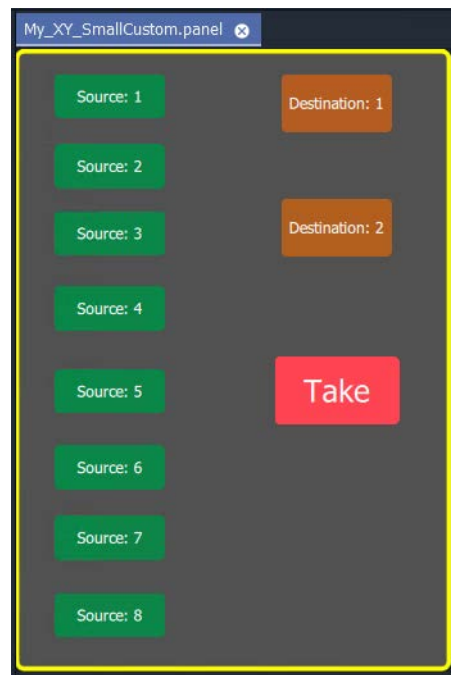 My_XY_SmallCustom.panel
Source: 1
Source: 2
Source: 3
Source: 4
Source: 5
Source: 6
Source: 7
Source: 8
Destination: 1
Destination: 2
Take